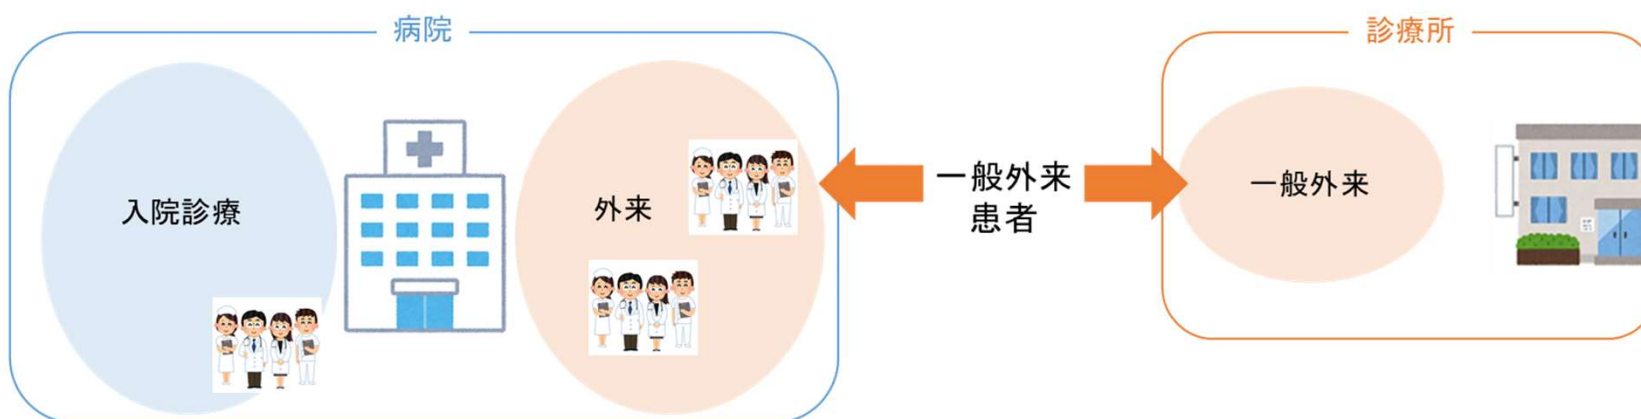 病院
診療所
入院診療
外来
一般外来
患者
一般外来